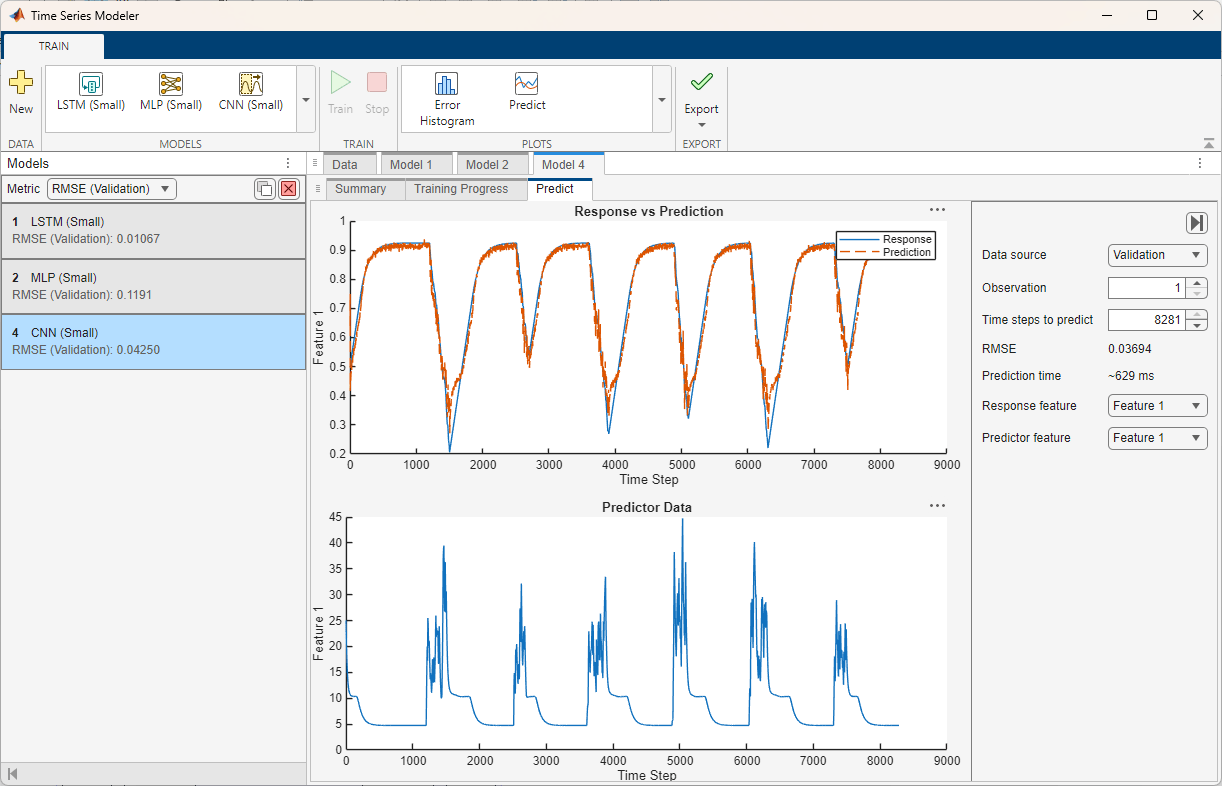 Time Series Modeler
TRAIN
New
LSTM (Small)
MLP (Small)
CNN (Small)
Train
Stop
Error
Histogram
Predict
Export
DATA
MODELS
TRAIN
PLOTS
EXPORT
Models
Metric
RMSE (Validation)
1 LSTM (Small)
RMSE (Validation): 0.01067
2 MLP (Small)
RMSE (Validation): 0.1191
4 CNN (Small)
RMSE (Validation): 0.04250
Data
Model 1
Model 2
Model 4
Summary
Training Progress
Predict
Response vs Prediction
Response
Prediction
Feature 1
1
0.9
0.8
0.7
0.6
0.5
0.4
0.3
0.2
0 1000 2000 3000 4000 5000 6000 7000 8000 9000
Time Step
Predictor Data
Feature 1
45
40
35
30
25
20
15
10
5
0
0 1000 2000 3000 4000 5000 6000 7000 8000 9000
Time Step
Data source Validation
Observation 1
Time steps to predict 8281
RMSE 0.03694
Prediction time ~629 ms
Response feature Feature 1
Predictor feature Feature 1